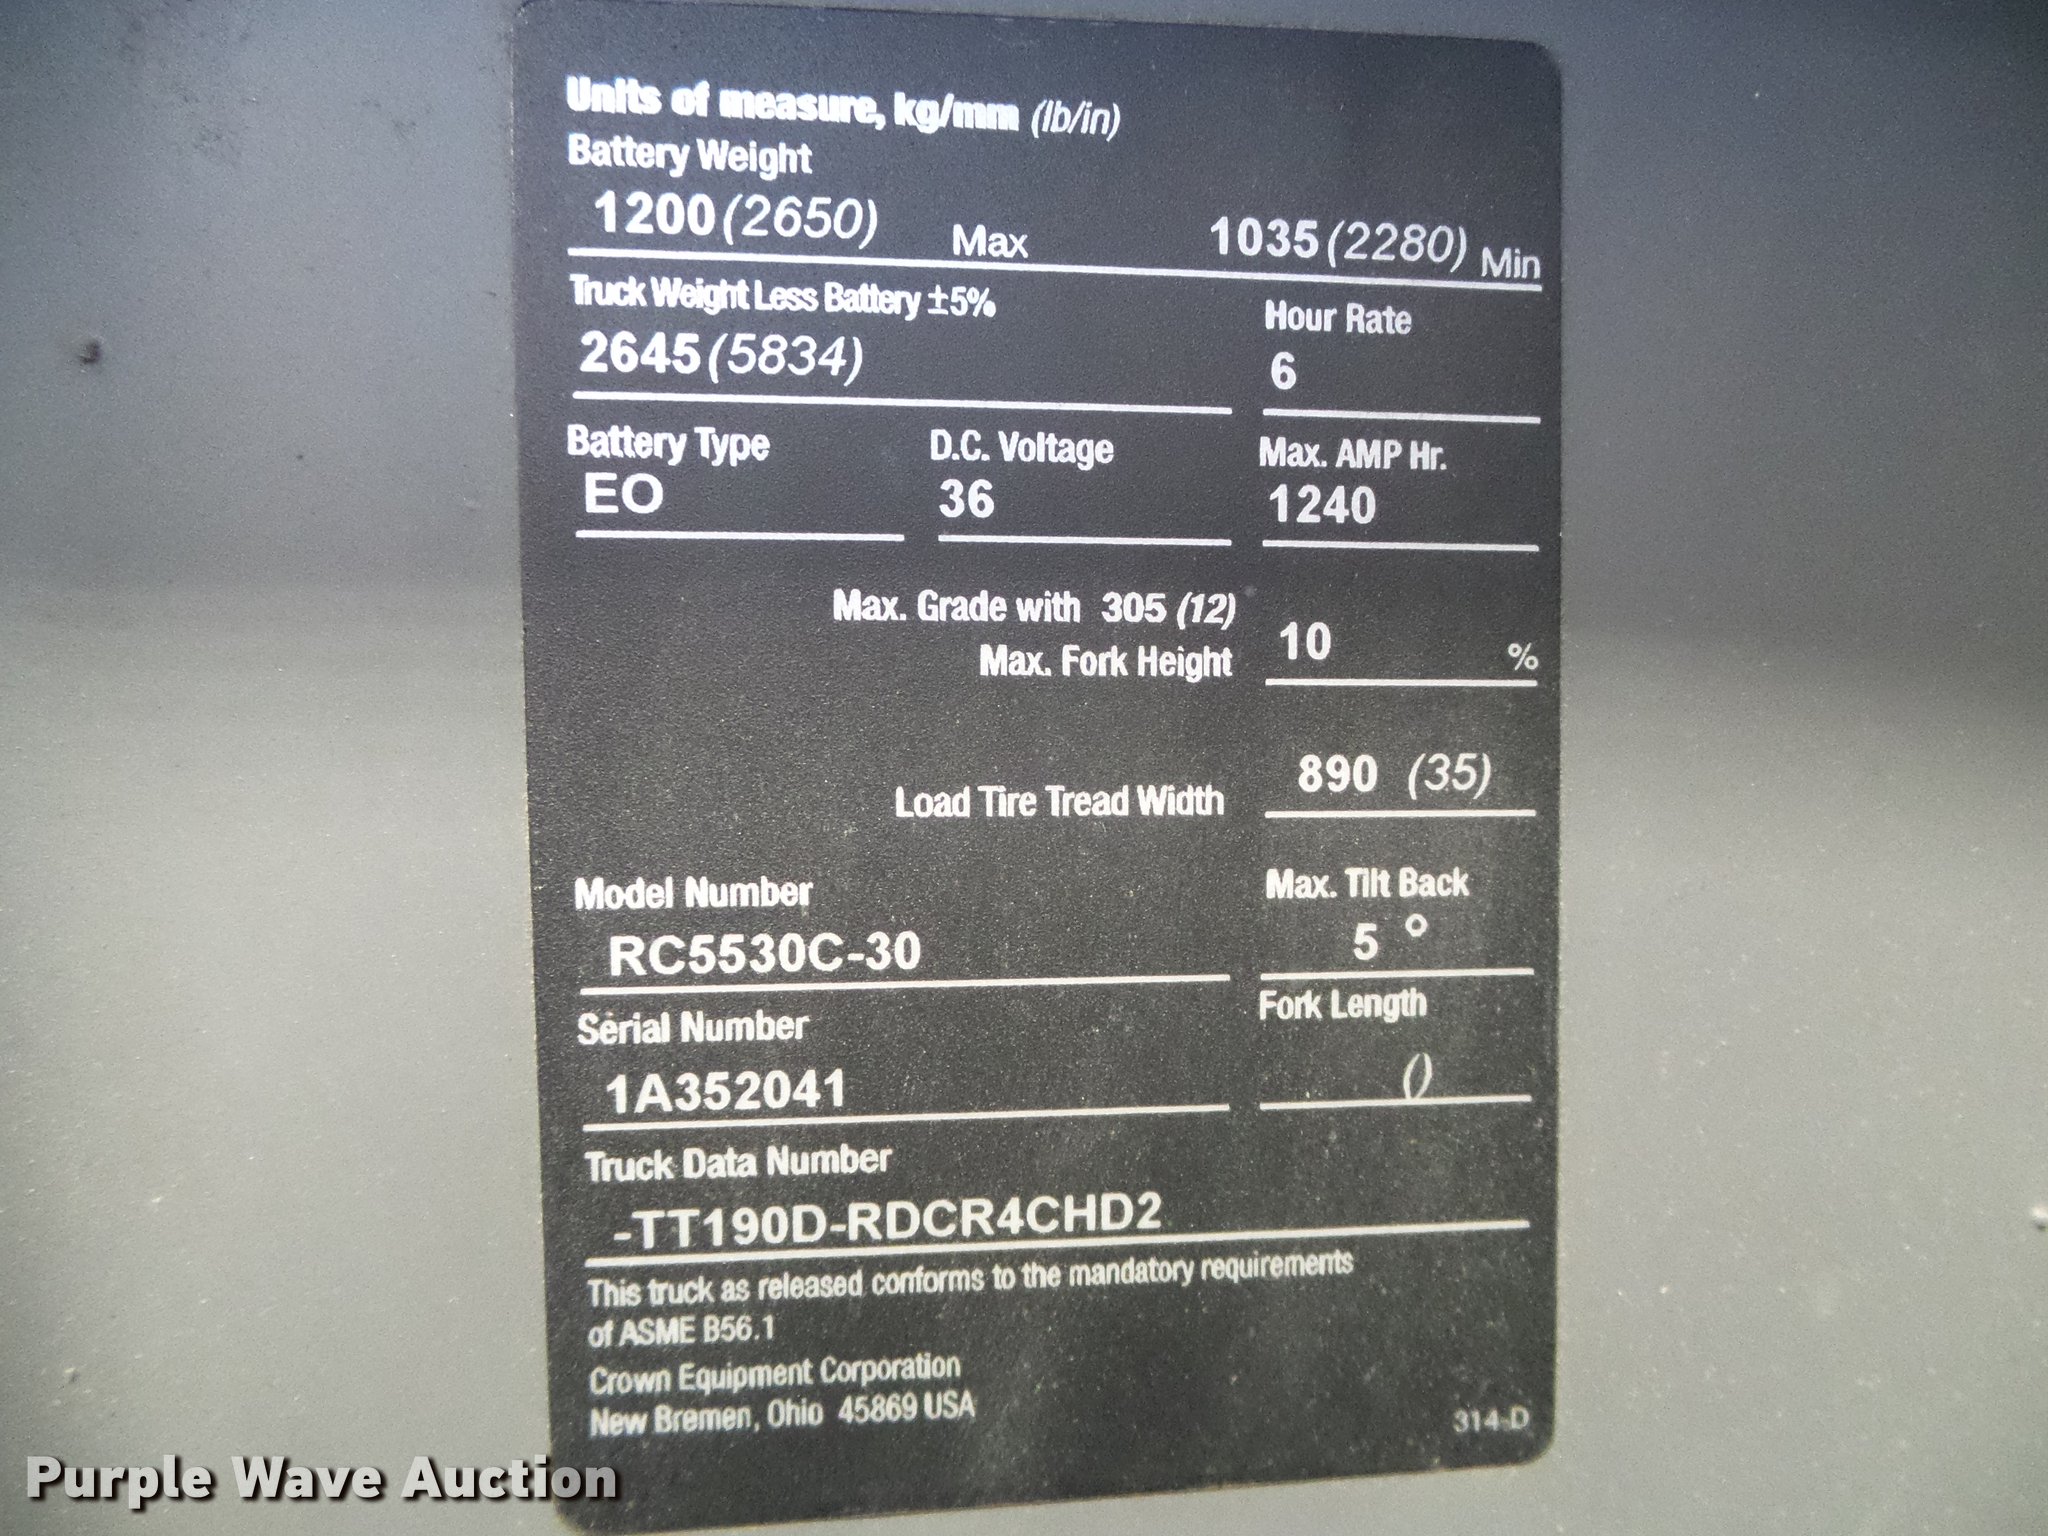 Units of measure, kg/mm (lb/in)
Battery Weight
1200 (2650) Max 1035 (2280) Min
Truck Weight Less Battery ±5% Hour Rate
2645 (5834) 6
Battery Type D.C. Voltage Max. AMP Hr.
EO 36 1240
Max. Grade with 305 (12)
Max. Fork Height 10 %
Load Tire Tread Width 890 (35)
Model Number Max. Tilt Back
RC5530C-30 5 °
Serial Number Fork Length
1A352041 ()
Truck Data Number
-TT190D-RDCR4CHD2
This truck as released conforms to the mandatory requirements
of ASME B56.1
Crown Equipment Corporation
New Bremen, Ohio 45869 USA 314-D
Purple Wave Auction